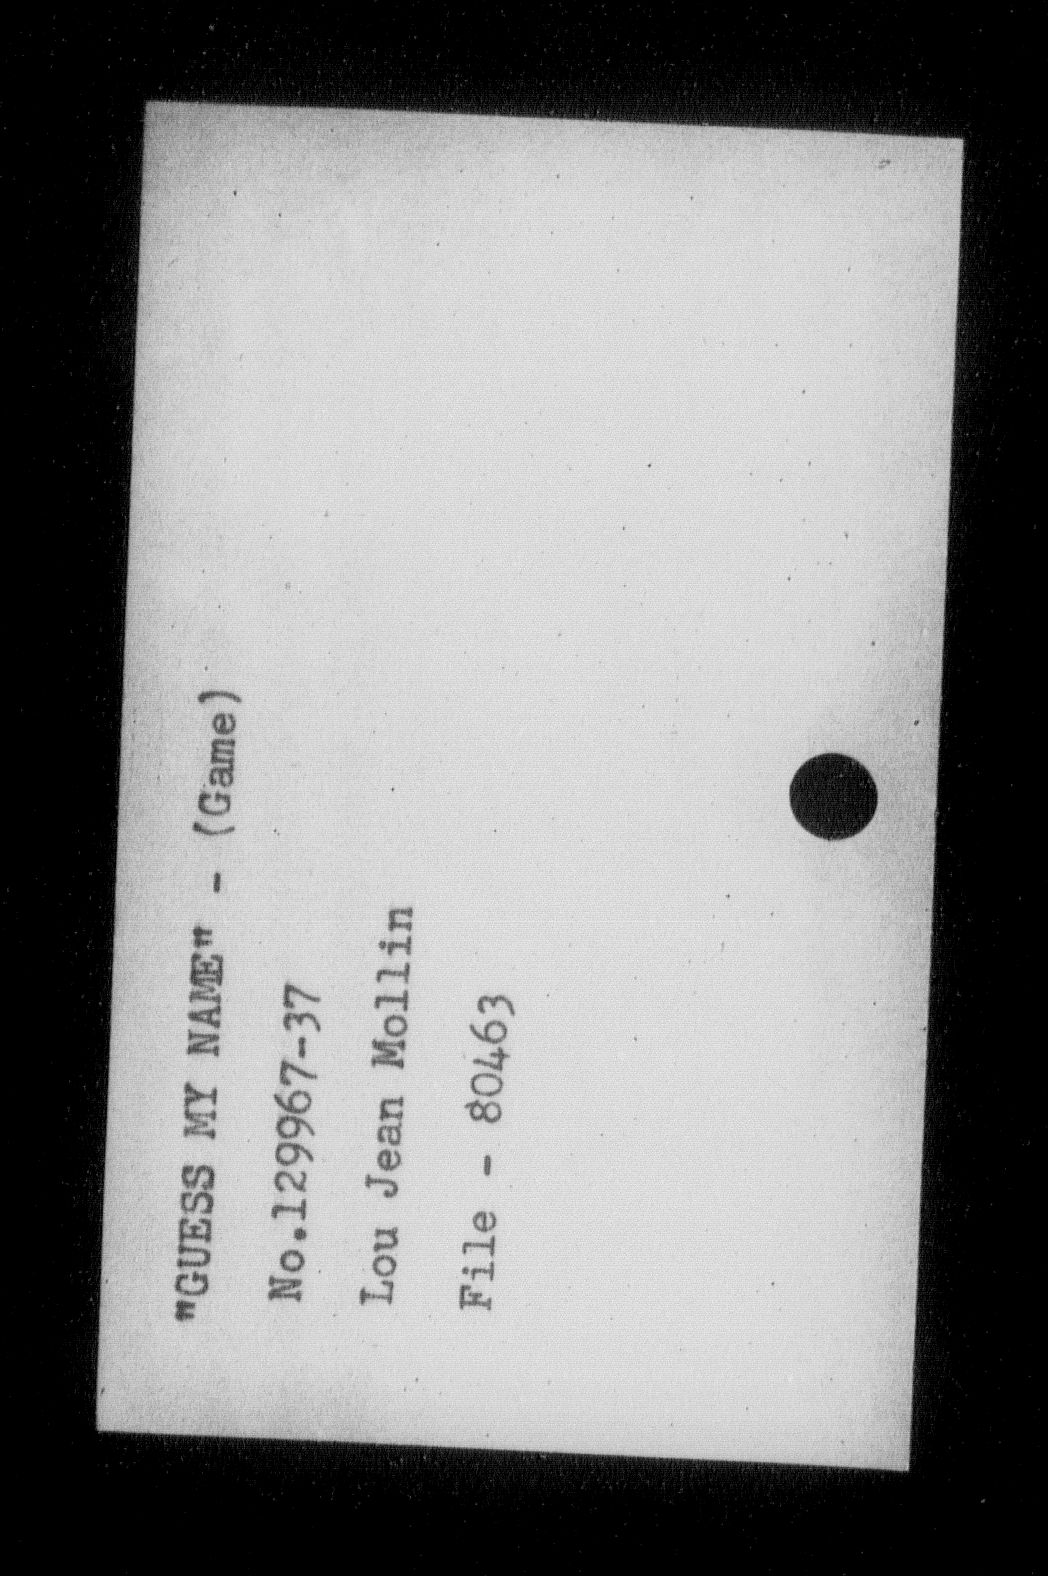 "GUESS MY NAME" - (Game)
No.129967-37
Lou Jean Mollin
File - 80463